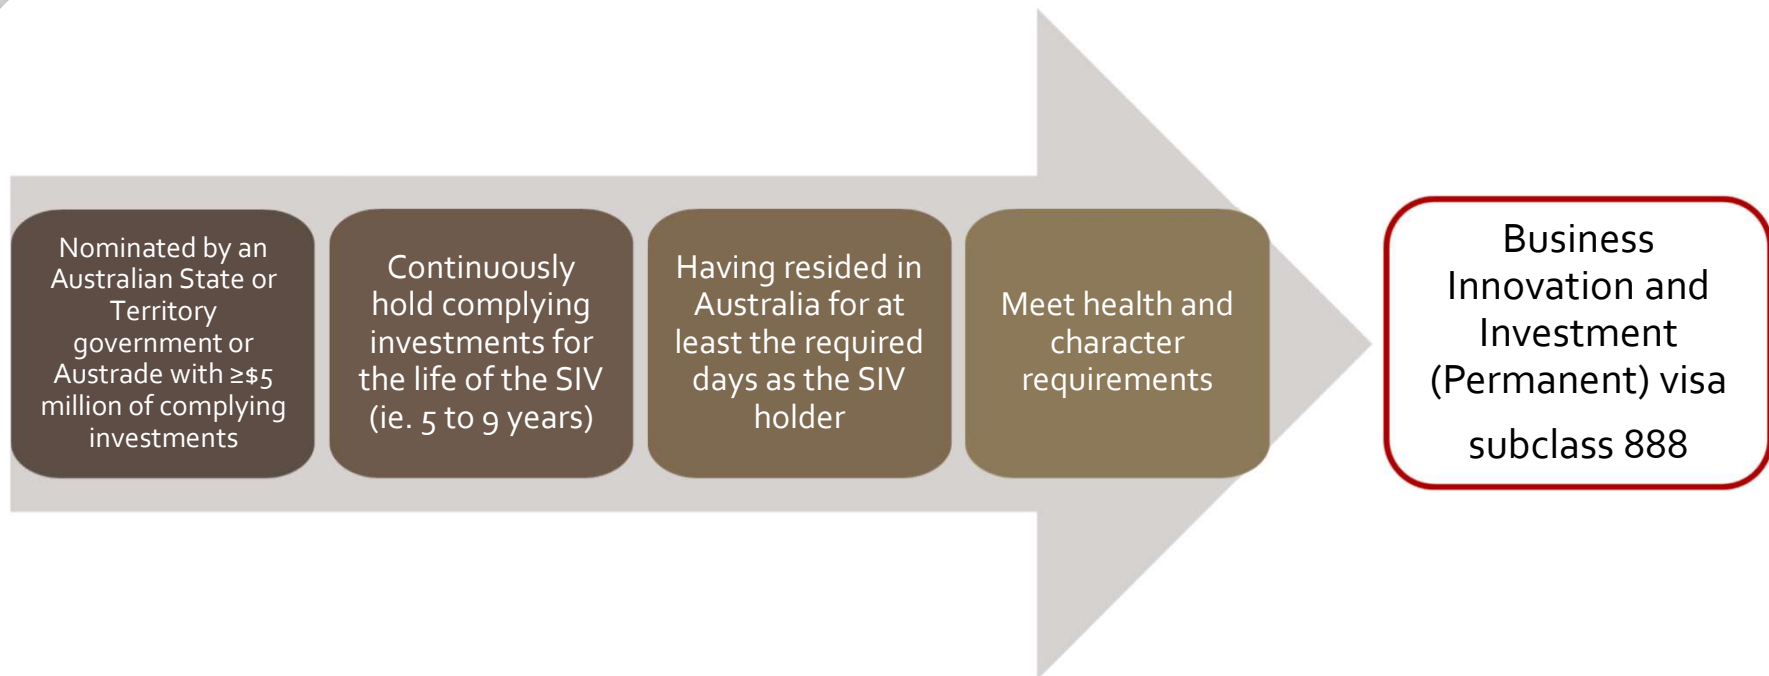 Nominated by an
Australian State or
Territory
government or
Austrade with ≥$5
million of complying
investments
Continuously
hold complying
investments for
the life of the SIV
(ie. 5 to 9 years)
Having resided in
Australia for at
least the required
days as the SIV
holder
Meet health and
character
requirements
Business
Innovation and
Investment
(Permanent) visa
subclass 888